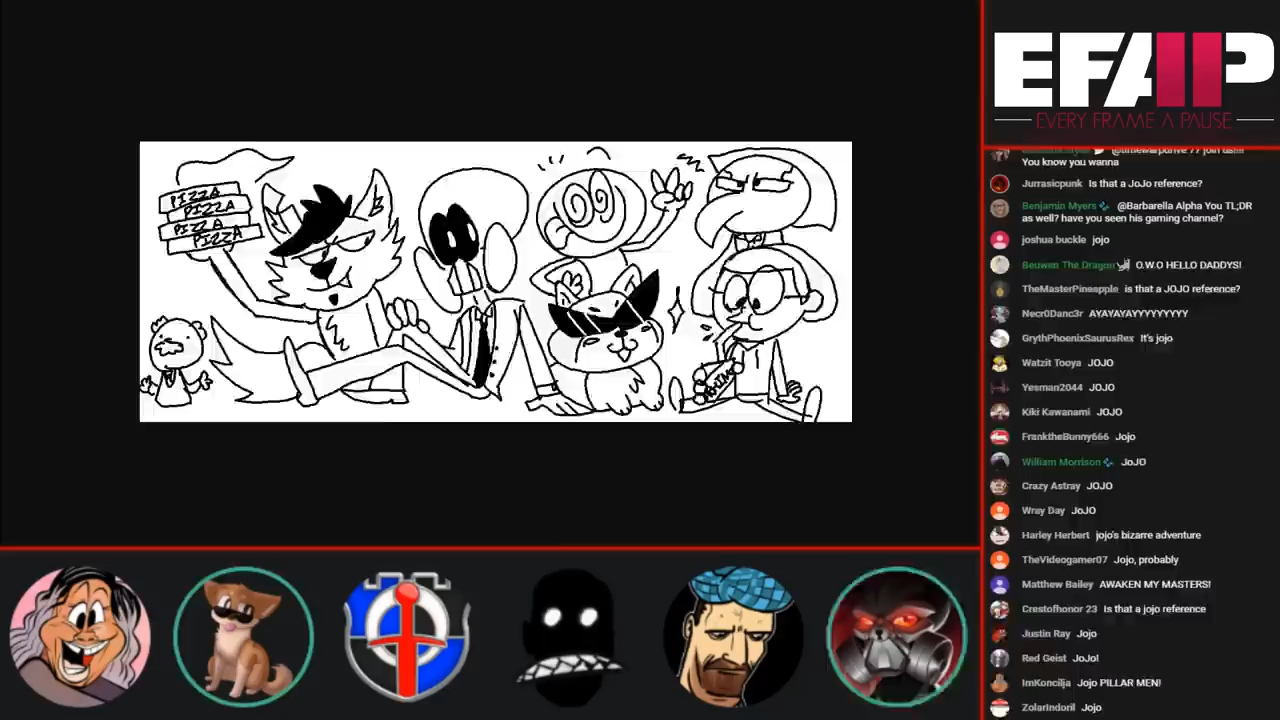 PIZZA
PIZZA
PIZZA
PIZZA
EFAP
EVERY FRAME A PAUSE
You know you wanna
Jurrasicpunk Is that a JoJo reference?
Benjamin Myers @Barbarella Alpha You TL;DR
as well? have you seen his gaming channel?
joshua buckle jojo
Beuwen The Dragon O.W.O HELLO DADDYS!
TheMasterPineapple is that a JOJO reference?
Necr0Danc3r AYAYAYAYYYYYYYY
GrythPhoenixSaurusRex It's jojo
Watzit Tooya JOJO
Yesman2044 JOJO
Kiki Kawanami JOJO
FranktheBunny666 Jojo
William Morrison JoJO
Crazy Astray JOJO
Wray Day JoJO
Harley Herbert jojo's bizarre adventure
TheVideogamer07 Jojo, probably
Matthew Bailey AWAKEN MY MASTERS!
Crestofhonor 23 Is that a jojo reference
Justin Ray Jojo
Red Geist JoJo!
ImKoncilja Jojo PILLAR MEN!
ZolarIndoril Jojo